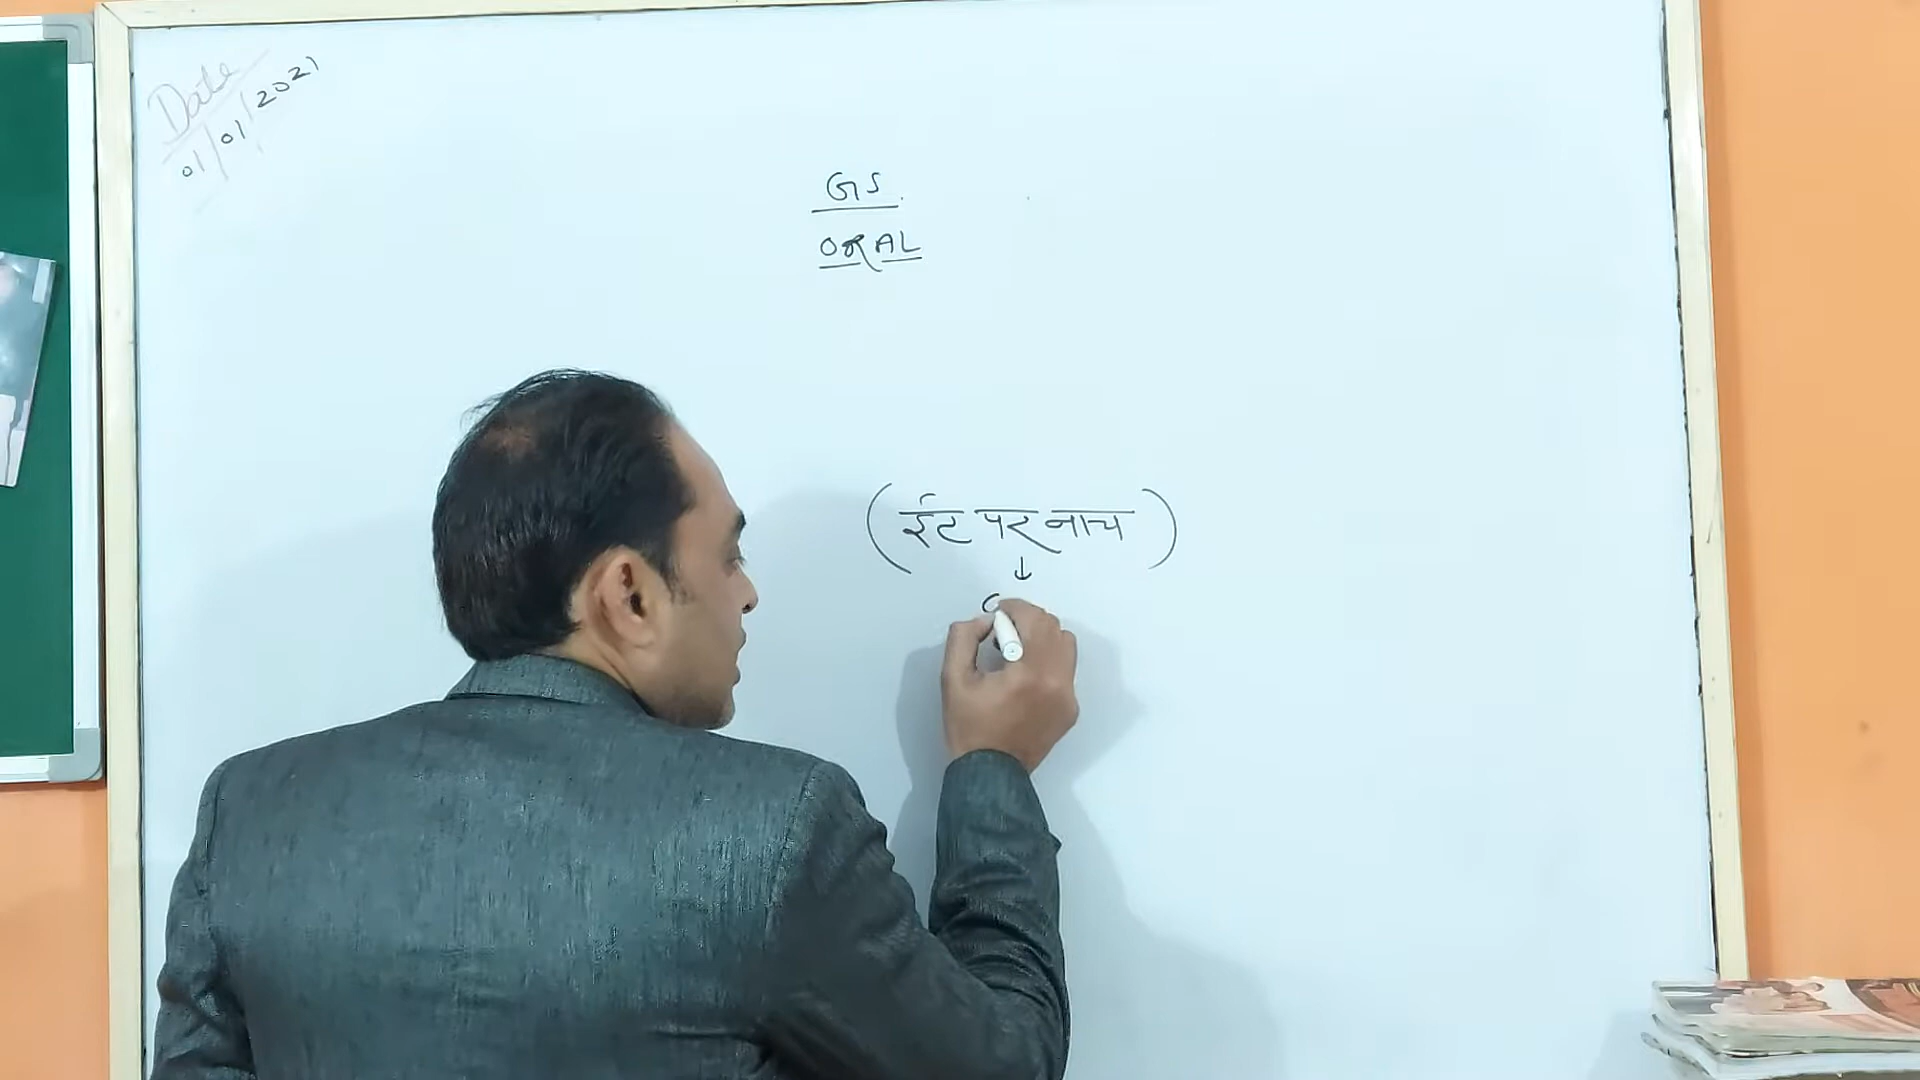 Date
01/01/2021
GS.
ORAL
(ईंट पर नाच)
↓